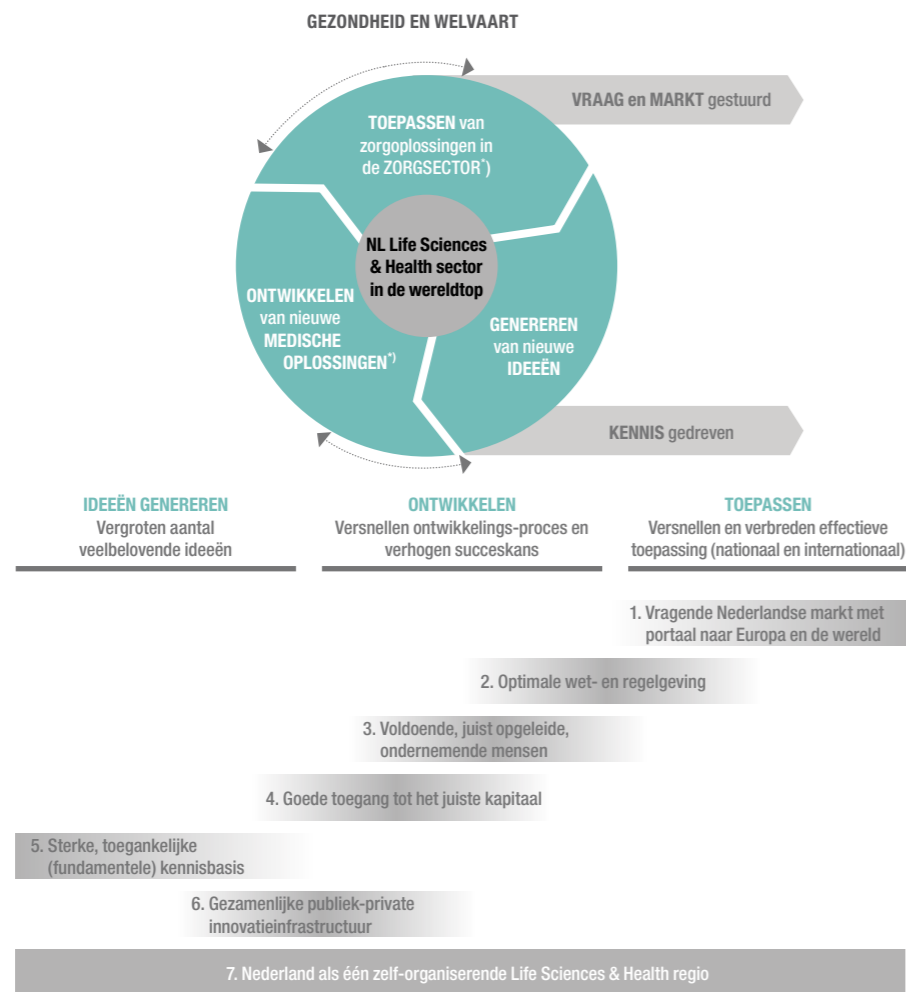 GEZONDHEID EN WELVAART
VRAAG en MARKT gestuurd
TOEPASSEN van
zorgoplossingen in
de ZORGSECTOR*)
NL Life Sciences
& Health sector
in de wereldtop
ONTWIKKELEN
van nieuwe
MEDISCHE
OPLOSSINGEN*)
GENEREREN
van nieuwe
IDEEËN
KENNIS gedreven
IDEEËN GENEREREN
Vergroten aantal
veelbelovende ideeën
ONTWIKKELEN
Versnellen ontwikkelings-proces en
verhogen succeskans
TOEPASSEN
Versnellen en verbreden effectieve
toepassing (nationaal en internationaal)
1. Vragende Nederlandse markt met
portaal naar Europa en de wereld
2. Optimale wet- en regelgeving
3. Voldoende, juist opgeleide,
ondernemende mensen
4. Goede toegang tot het juiste kapitaal
5. Sterke, toegankelijke
(fundamentele) kennisbasis
6. Gezamenlijke publiek-private
innovatieinfrastructuur
7. Nederland als één zelf-organiserende Life Sciences & Health regio